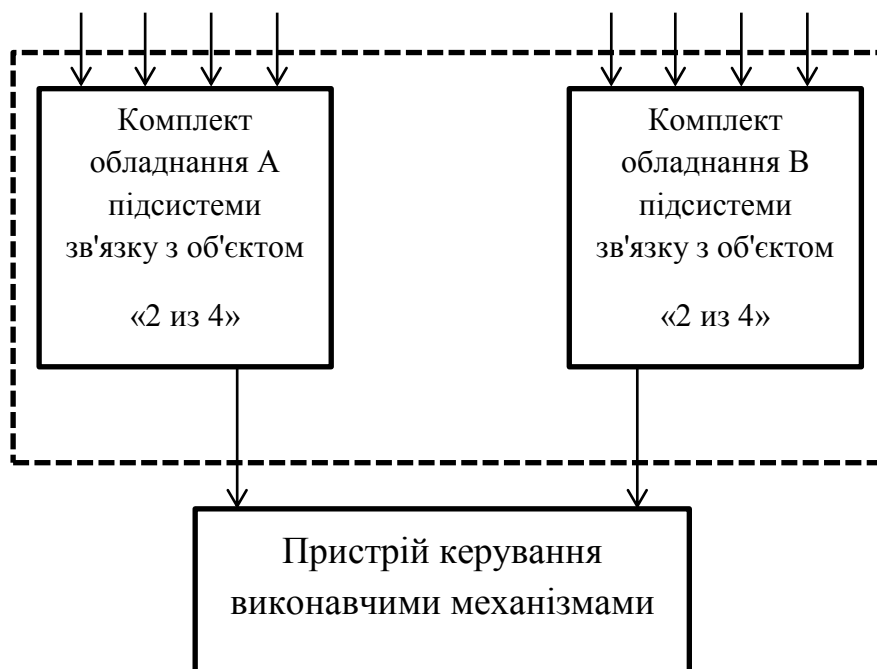 Комплект
обладнання А
підсистеми
зв'язку з об'єктом
«2 из 4»
Комплект
обладнання В
підсистеми
зв'язку з об'єктом
«2 из 4»
Пристрій керування
виконавчими механізмами